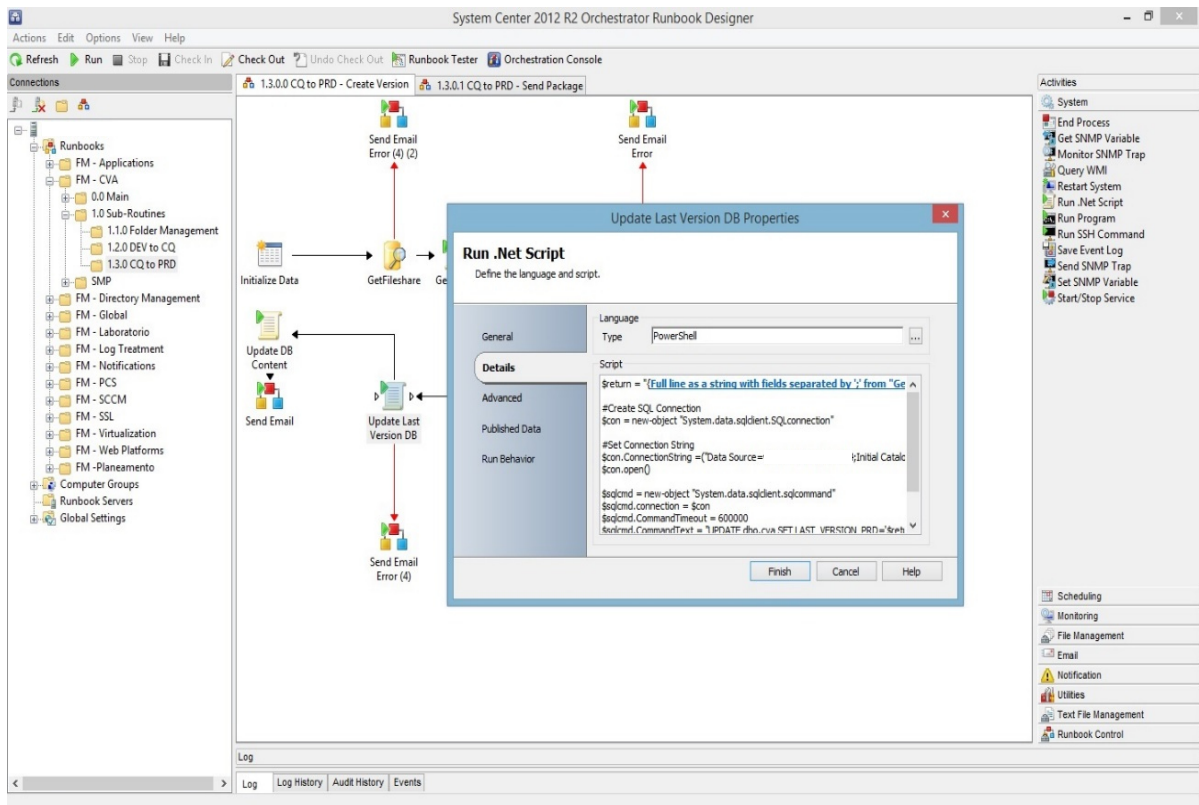 System Center 2012 R2 Orchestrator Runbook Designer
Actions Edit Options View Help
Refresh Run Stop Check In Check Out Undo Check Out Runbook Tester Orchestration Console
Connections
Runbooks
FM - Applications
FM - CVA
0.0 Main
1.0 Sub-Routines
1.1.0 Folder Management
1.2.0 DEV to CQ
1.3.0 CQ to PRD
SMP
FM - Directory Management
FM - Global
FM - Laboratorio
FM - Log Treatment
FM - Notifications
FM - PCS
FM - SCCM
FM - SSL
FM - Virtualization
FM - Web Platforms
FM -Planeamento
Computer Groups
Runbook Servers
Global Settings
1.3.0.0 CQ to PRD - Create Version 1.3.0.1 CQ to PRD - Send Package
Send Email
Error (4) (2)
Send Email
Error
Initialize Data
GetFileshare
Ge
Update DB
Content
Send Email
Update Last
Version DB
Send Email
Error (4)
Update Last Version DB Properties
Run .Net Script
Define the language and script.
General
Details
Advanced
Published Data
Run Behavior
Language
Type PowerShell ...
Script
$return = "{Full line as a string with fields separated by ';' from "Ge
#Create SQL Connection
$con = new-object "System.data.sqlclient.SQLconnection"
#Set Connection String
$con.ConnectionString =("Data Source= ;Initial Catalc
$con.open()
$sqlcmd = new-object "System.data.sqlclient.sqlcommand"
$sqlcmd.connection = $con
$sqlcmd.CommandTimeout = 600000
$sqlcmd.CommandText = "UPDATE dbo.cva SET LAST_VERSION_PRD='$reti
Finish Cancel Help
Log
Log Log History Audit History Events
Activities
System
End Process
Get SNMP Variable
Monitor SNMP Trap
Query WMI
Restart System
Run .Net Script
Run Program
Run SSH Command
Save Event Log
Send SNMP Trap
Set SNMP Variable
Start/Stop Service
Scheduling
Monitoring
File Management
Email
Notification
Utilities
Text File Management
Runbook Control